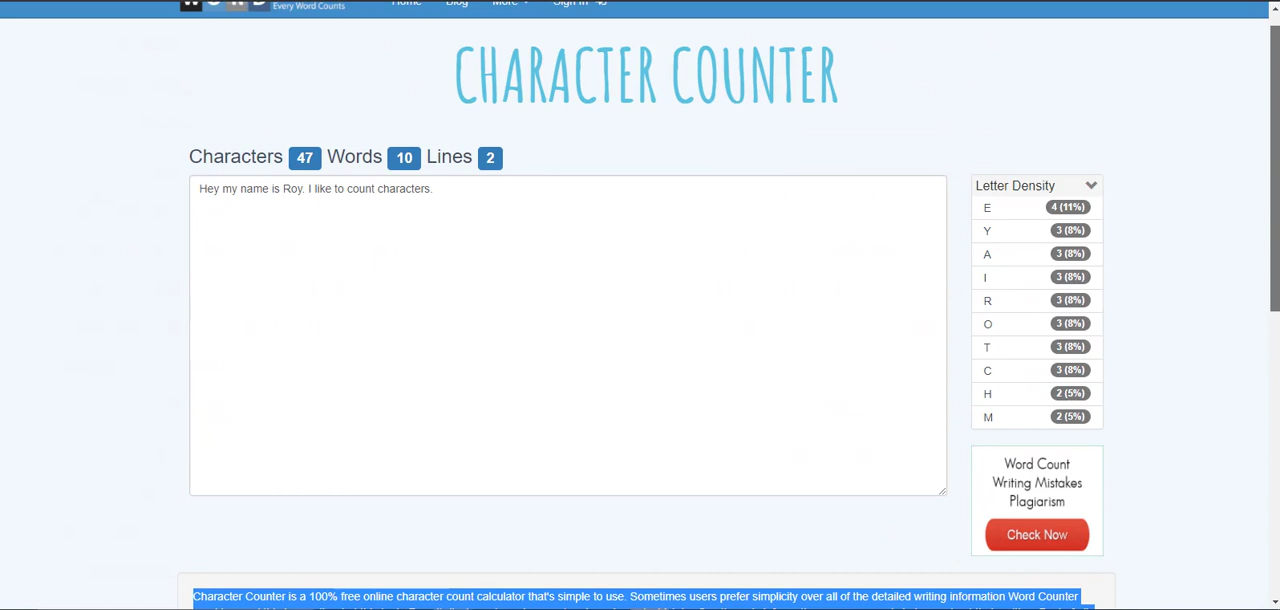 Every Word Counts
Home Blog More Sign In
CHARACTER COUNTER
Characters 47 Words 10 Lines 2
Hey my name is Roy. I like to count characters.
Letter Density
E 4 (11%)
Y 3 (8%)
A 3 (8%)
I 3 (8%)
R 3 (8%)
O 3 (8%)
T 3 (8%)
C 3 (8%)
H 2 (5%)
M 2 (5%)
Word Count
Writing Mistakes
Plagiarism
Check Now
Character Counter is a 100% free online character count calculator that's simple to use. Sometimes users prefer simplicity over all of the detailed writing information Word Counter